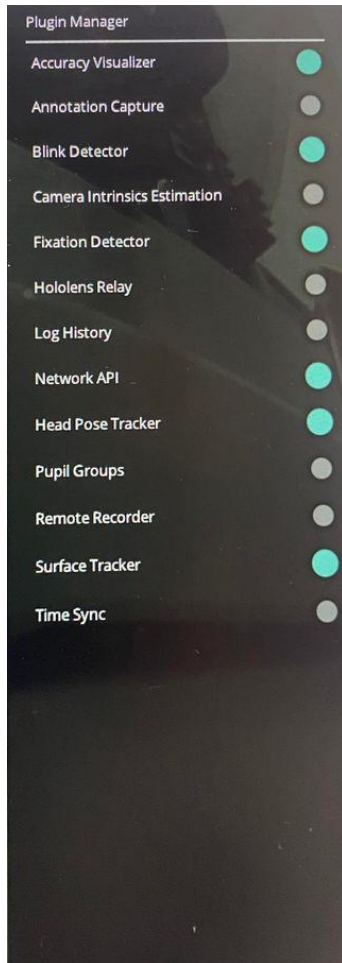 Plugin Manager
Accuracy Visualizer
Annotation Capture
Blink Detector
Camera Intrinsics Estimation
Fixation Detector
Hololens Relay
Log History
Network API
Head Pose Tracker
Pupil Groups
Remote Recorder
Surface Tracker
Time Sync